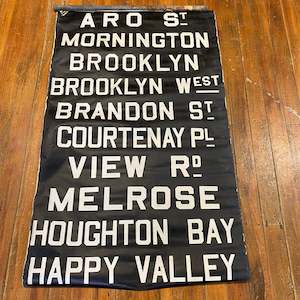 ARO ST
MORNINGTON
BROOKLYN
BROOKLYN WEST
BRANDON ST
COURTENAY PL
VIEW RD
MELROSE
HOUGHTON BAY
HAPPY VALLEY